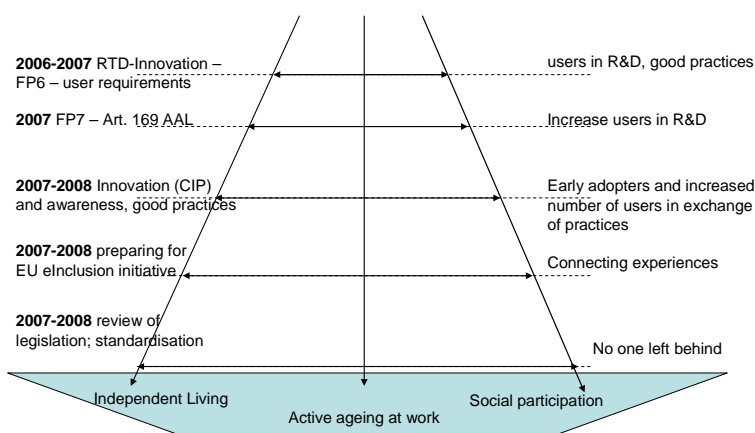 2006-2007 RTD-Innovation –
FP6 – user requirements
users in R&D, good practices
2007 FP7 – Art. 169 AAL
Increase users in R&D
2007-2008 Innovation (CIP)
and awareness, good practices
Early adopters and increased
number of users in exchange
of practices
2007-2008 preparing for
EU eInclusion initiative
Connecting experiences
2007-2008 review of
legislation; standardisation
No one left behind
Independent Living
Active ageing at work
Social participation